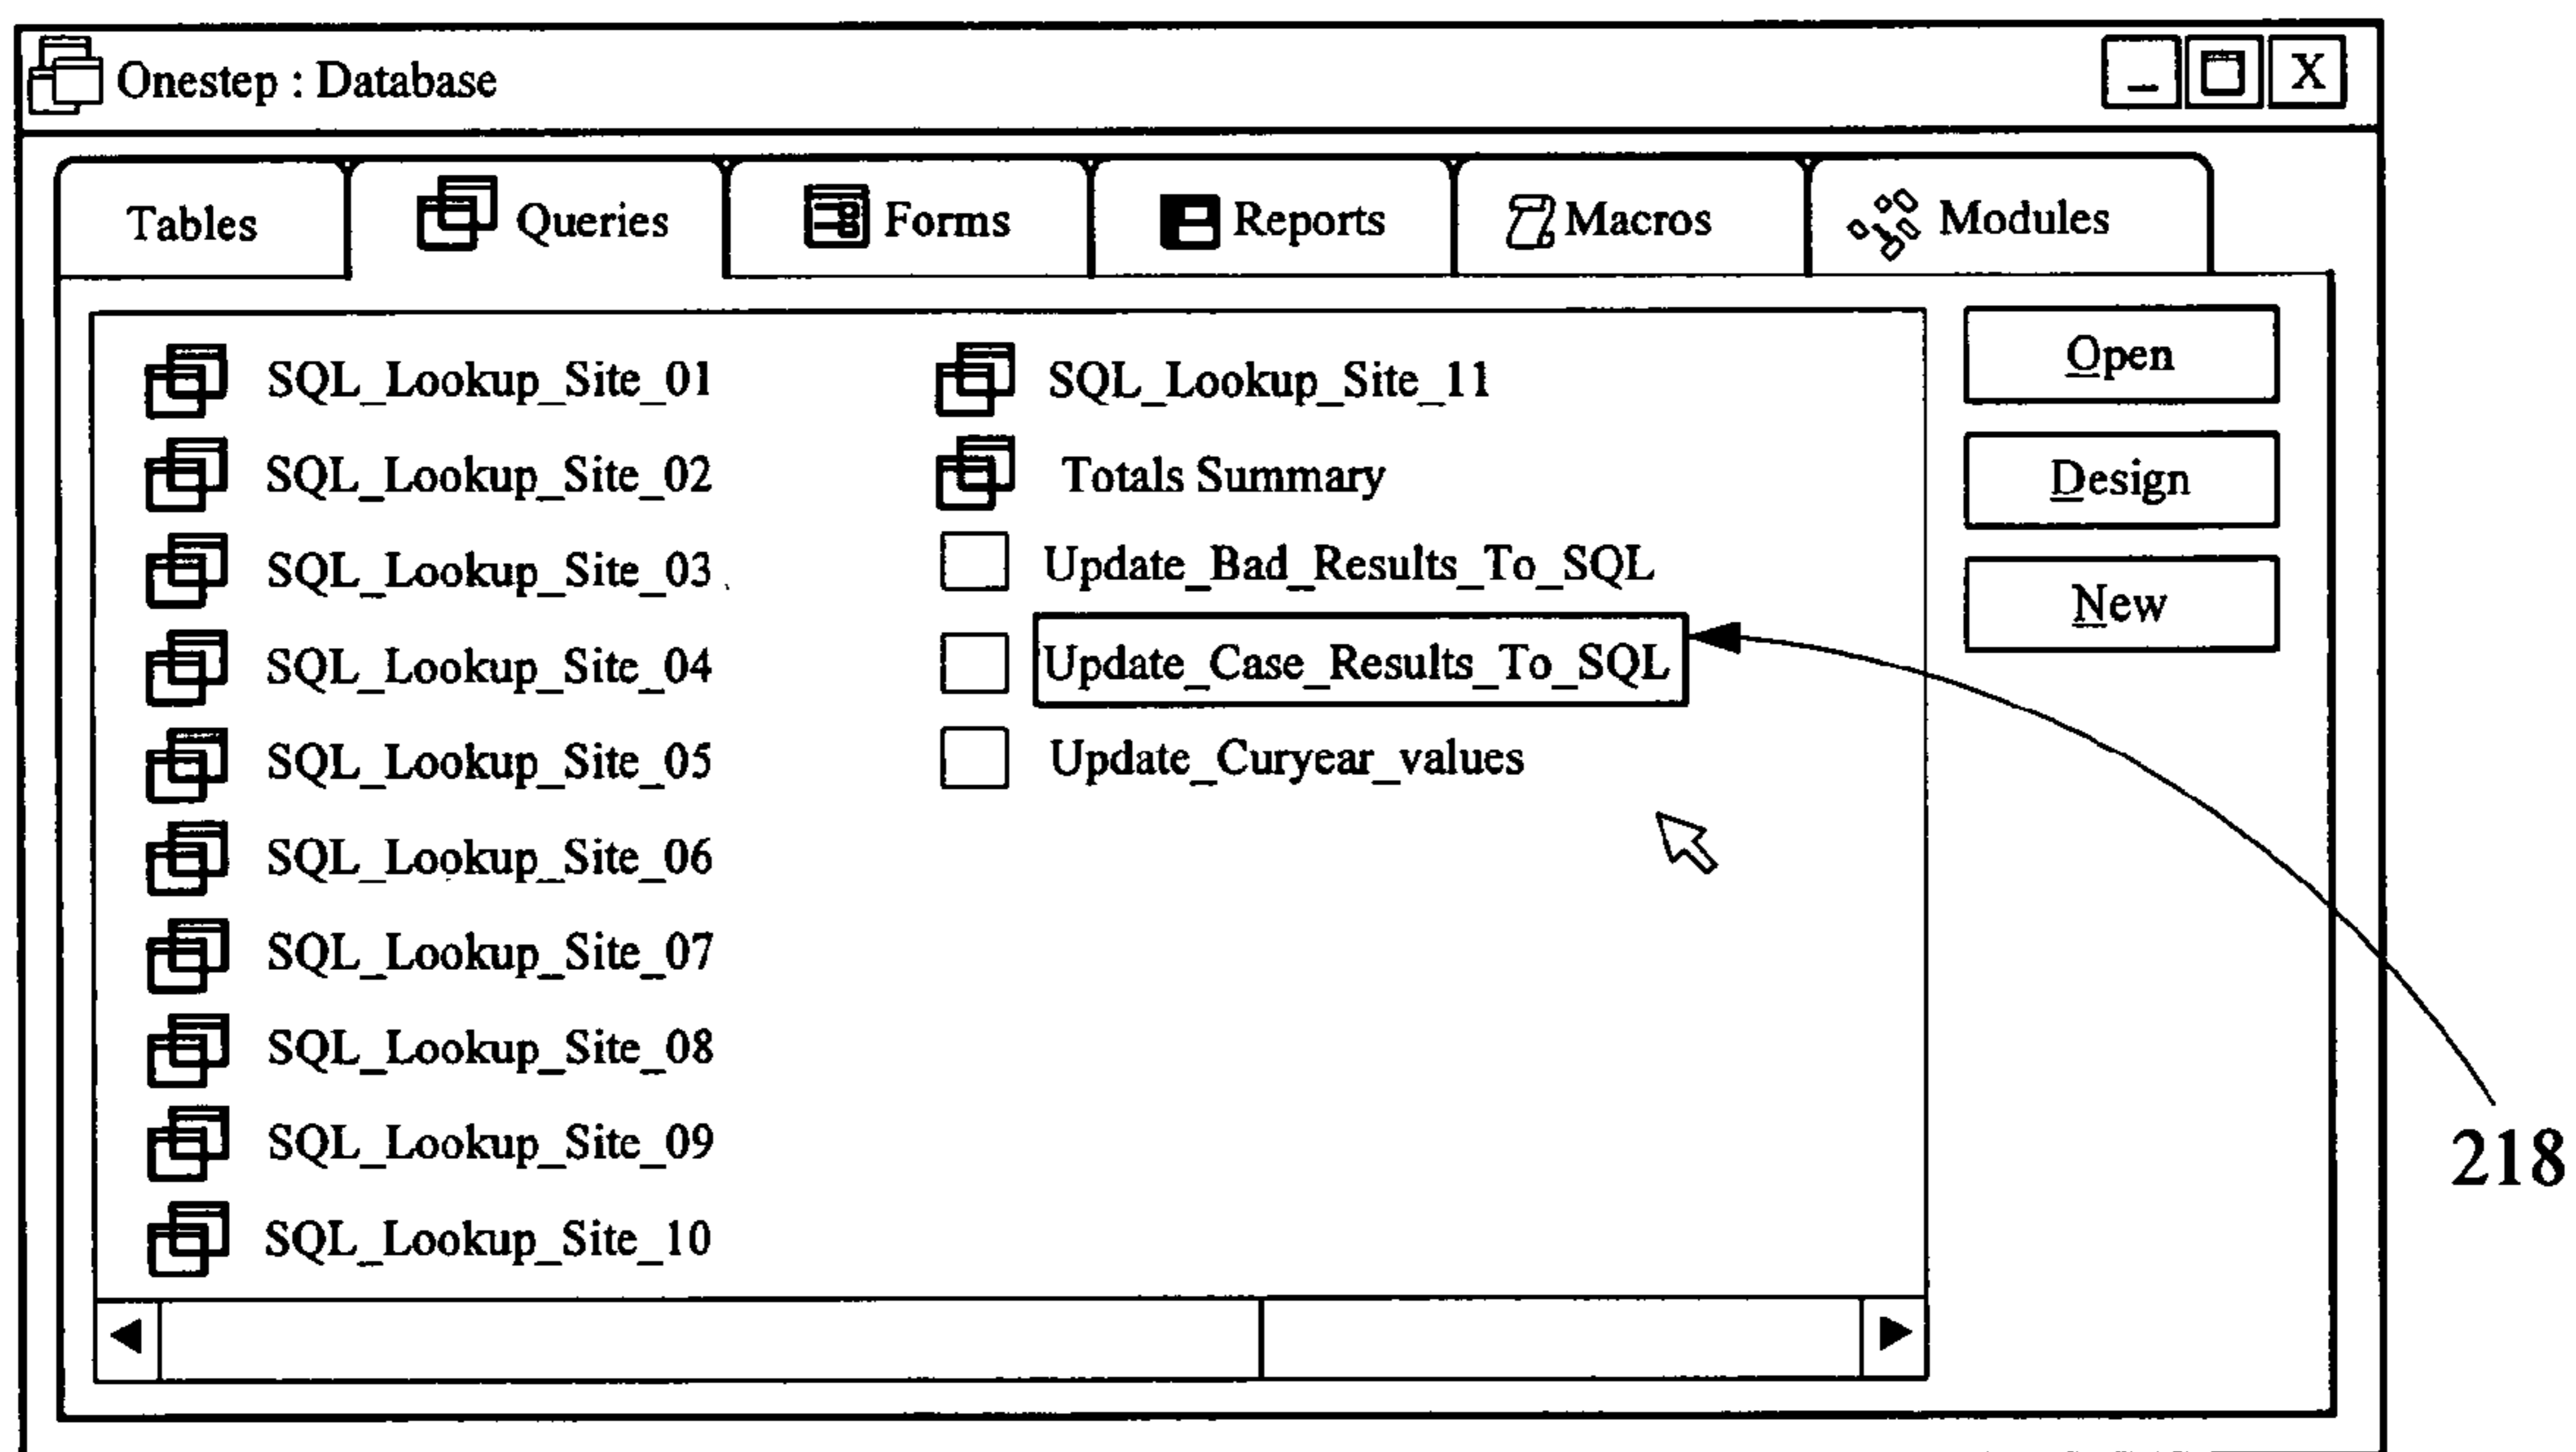 Onestep : Database
X
Tables Queries Forms Reports Macros Modules
SQL_Lookup_Site_01
SQL_Lookup_Site_02
SQL_Lookup_Site_03
SQL_Lookup_Site_04
SQL_Lookup_Site_05
SQL_Lookup_Site_06
SQL_Lookup_Site_07
SQL_Lookup_Site_08
SQL_Lookup_Site_09
SQL_Lookup_Site_10
SQL_Lookup_Site_11
Totals Summary
Update_Bad_Results_To_SQL
Update_Case_Results_To_SQL
Update_Curyear_values
Open
Design
New
218